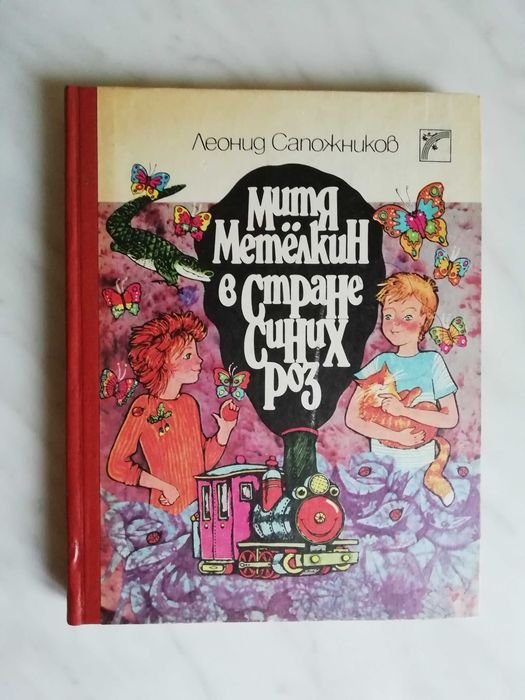 Леонид Сапожников
Митя
Метёлкин
в Стране
Синих
роз